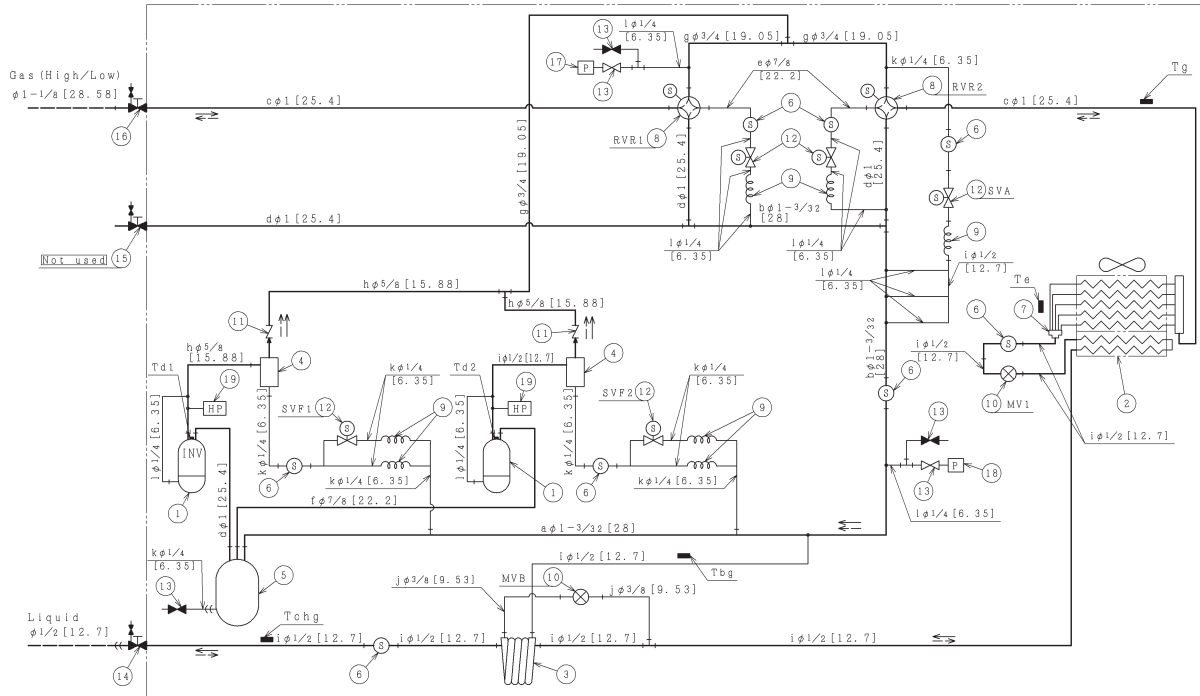 lφ1/4
[6.35]
gφ3/4 [19.05] gφ3/4 [19.05]
13
17 P
13
kφ1/4 [6.35]
Tg
Gas (High/Low)
φ1-1/8 [28.58]
16
cφ1 [25.4]
S
8
RVR1
eφ7/8
[22.2]
S
8
RVR2
cφ1 [25.4]
gφ3/4 [19.05]
dφ1 [25.4]
S 6 S
S 12 S
9
dφ1
[25.4]
S 6
S 12 SVA
9
bφ1-3/32
[28]
dφ1 [25.4]
15
Not used
lφ1/4
[6.35]
lφ1/4
[6.35]
iφ1/2
[12.7]
lφ1/4
[6.35]
hφ5/8 [15.88]
hφ5/8 [15.88]
11
11
Te
7
6
S
iφ1/2
[12.7]
10
MV1
2
iφ1/2 [12.7]
hφ5/8
[15.88]
4
Td1
19
HP
lφ1/4 [6.35]
INV
1
kφ1/4 [6.35]
SVF1 12
S
kφ1/4
[6.35]
9
S
6
kφ1/4 [6.35]
iφ1/2 [12.7]
4
Td2
19
HP
lφ1/4 [6.35]
1
kφ1/4 [6.35]
SVF2 12
S
kφ1/4
[6.35]
9
S
6
kφ1/4 [6.35]
bφ1-3/32
[28]
S 6
13
P 18
13
lφ1/4 [6.35]
dφ1 [25.4]
fφ7/8 [22.2]
aφ1-3/32 [28]
kφ1/4
[6.35]
13
5
iφ1/2 [12.7]
Tbg
MVB 10
jφ3/8 [9.53]
jφ3/8 [9.53]
Liquid
φ1/2 [12.7]
14
Tchg
iφ1/2 [12.7]
S
6
iφ1/2 [12.7]
iφ1/2 [12.7]
3
iφ1/2 [12.7]